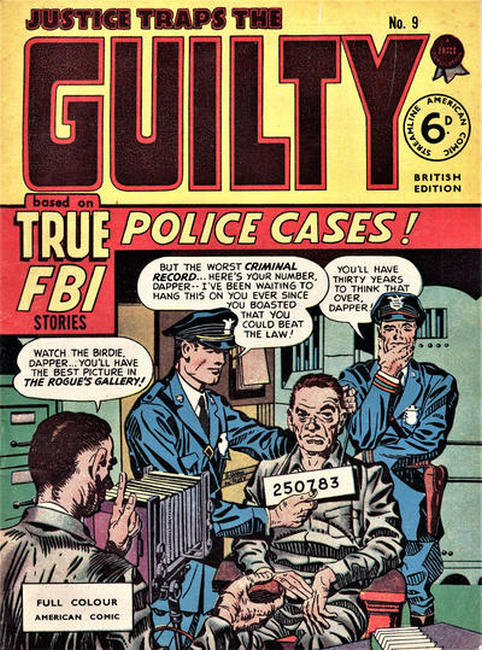 JUSTICE TRAPS THE
GUILTY
No. 9
STREAMLINE AMERICAN COMIC
6D.
BRITISH
EDITION
based on
TRUE
FBI
STORIES
POLICE CASES!
WATCH THE BIRDIE,
DAPPER... YOU'LL HAVE
THE BEST PICTURE IN
THE ROGUE'S GALLERY!
BUT THE WORST CRIMINAL
RECORD... HERE'S YOUR NUMBER,
DAPPER-- I'VE BEEN WAITING TO
HANG THIS ON YOU EVER SINCE
YOU BOASTED
THAT YOU
COULD BEAT
THE LAW!
YOU'LL HAVE
THIRTY YEARS
TO THINK THAT
OVER,
DAPPER!
250783
FULL COLOUR
AMERICAN COMIC